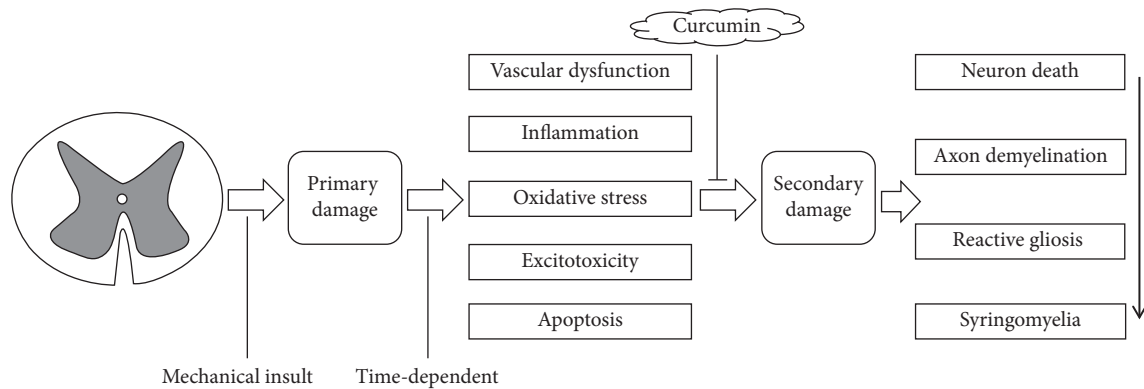 Curcumin
Vascular dysfunction
Neuron death
Inflammation
Axon demyelination
Primary
damage
Oxidative stress
Secondary
damage
Reactive gliosis
Excitotoxicity
Apoptosis
Syringomyelia
Mechanical insult
Time-dependent